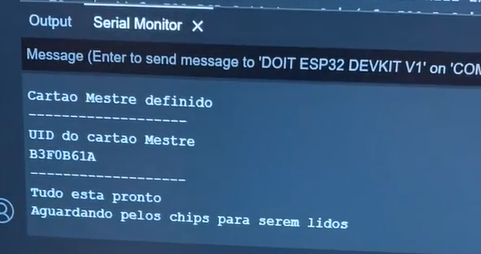 Output Serial Monitor
Message (Enter to send message to 'DOIT ESP32 DEVKIT V1' on 'COM
Cartao Mestre definido
-------------------
UID do cartao Mestre
B3F0B61A
-------------------
Tudo esta pronto
Aguardando pelos chips para serem lidos